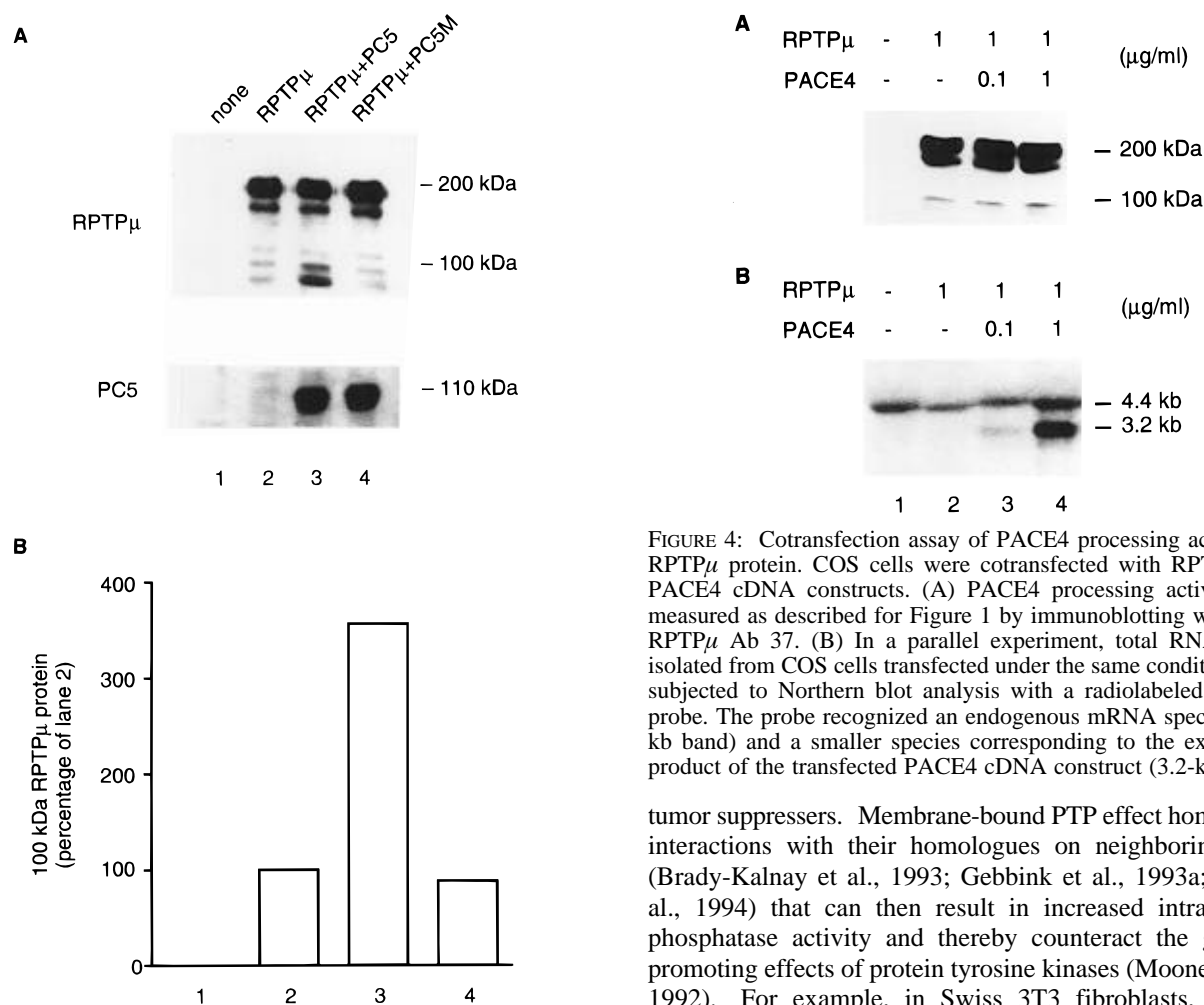 A
none
RPTPμ
RPTPμ+PC5
RPTPμ+PC5M
RPTPμ
– 200 kDa
– 100 kDa
PC5
– 110 kDa
1 2 3 4
B
100 kDa RPTPμ protein
(percentage of lane 2)
400
300
200
100
0
1 2 3 4
A
RPTPμ - 1 1 1 (μg/ml)
PACE4 - - 0.1 1
– 200 kDa
– 100 kDa
B
RPTPμ - 1 1 1 (μg/ml)
PACE4 - - 0.1 1
– 4.4 kb
– 3.2 kb
1 2 3 4
FIGURE 4: Cotransfection assay of PACE4 processing ac
RPTPμ protein. COS cells were cotransfected with RPT
PACE4 cDNA constructs. (A) PACE4 processing activ
measured as described for Figure 1 by immunoblotting w
RPTPμ Ab 37. (B) In a parallel experiment, total RN
isolated from COS cells transfected under the same condit
subjected to Northern blot analysis with a radiolabeled
probe. The probe recognized an endogenous mRNA spec
kb band) and a smaller species corresponding to the ex
product of the transfected PACE4 cDNA construct (3.2-k
tumor suppressers. Membrane-bound PTP effect hom
interactions with their homologues on neighborin
(Brady-Kalnay et al., 1993; Gebbink et al., 1993a;
al., 1994) that can then result in increased intra
phosphatase activity and thereby counteract the
promoting effects of protein tyrosine kinases (Moone
1992). For example, in Swiss 3T3 fibroblasts,